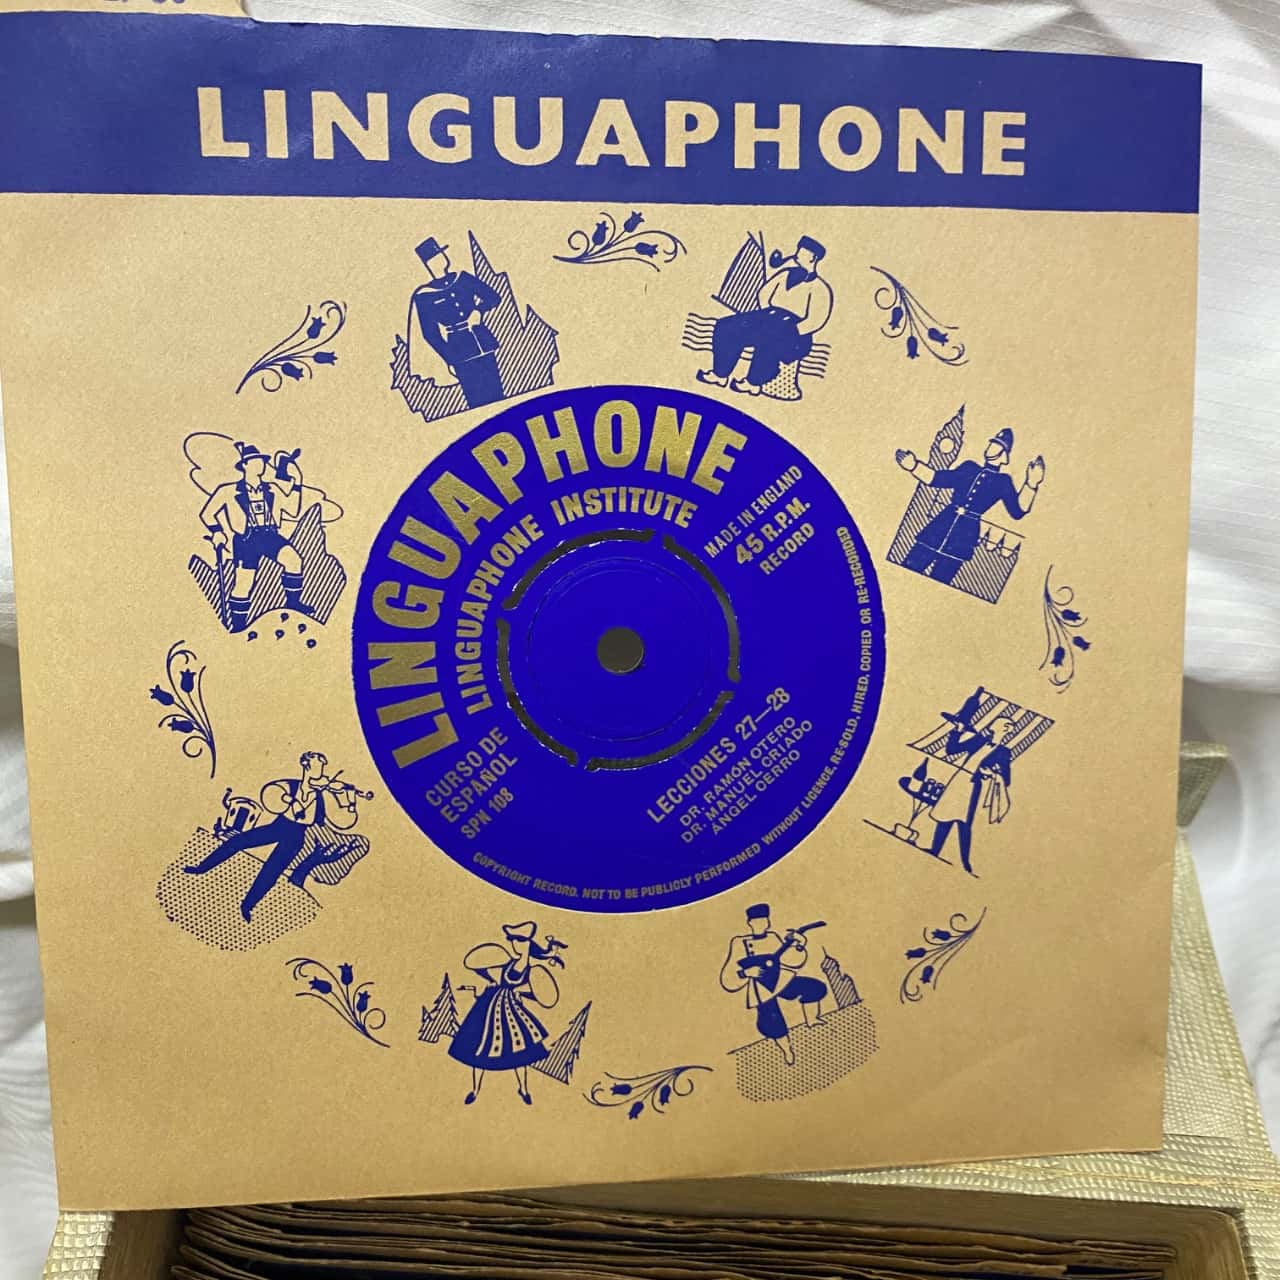 LINGUAPHONE
LINGUAPHONE
LINGUAPHONE INSTITUTE
MADE IN ENGLAND
45 R.P.M.
RECORD
CURSO DE
ESPAÑOL
SPN 108
LECCIONES 27—28
DR. RAMÓN OTERO
DR. MANUEL CRIADO
ÁNGEL CERRO
COPYRIGHT RECORD. NOT TO BE PUBLICLY PERFORMED WITHOUT LICENCE, RE-SOLD, HIRED, COPIED OR RE-RECORDED